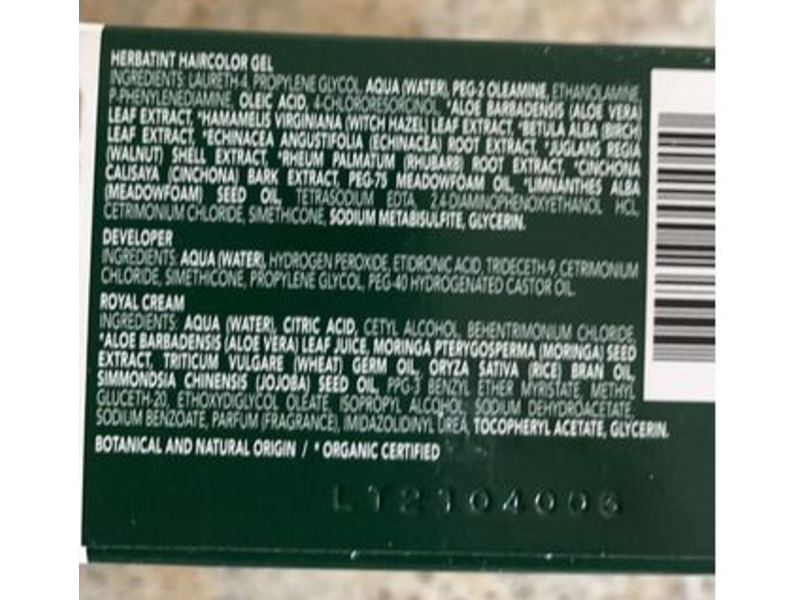 HERBATINT HAIRCOLOR GEL
INGREDIENTS: LAURETH-4, PROPYLENE GLYCOL, AQUA (WATER), PEG-2 OLEAMINE, ETHANOLAMINE,
P-PHENYLENEDIAMINE, OLEIC ACID, 4-CHLORORESORCINOL, *ALOE BARBADENSIS (ALOE VERA)
LEAF EXTRACT, *HAMAMELIS VIRGINIANA (WITCH HAZEL) LEAF EXTRACT, *BETULA ALBA (BIRCH)
LEAF EXTRACT, *ECHINACEA ANGUSTIFOLIA (ECHINACEA) ROOT EXTRACT, *JUGLANS REGIA
(WALNUT) SHELL EXTRACT, *RHEUM PALMATUM (RHUBARB) ROOT EXTRACT, *CINCHONA
CALISAYA (CINCHONA) BARK EXTRACT, PEG-75 MEADOWFOAM OIL, *LIMNANTHES ALBA
(MEADOWFOAM) SEED OIL, TETRASODIUM EDTA, 2,4-DIAMINOPHENOXYETHANOL HCL,
CETRIMONIUM CHLORIDE, SIMETHICONE, SODIUM METABISULFITE, GLYCERIN.
DEVELOPER
INGREDIENTS: AQUA (WATER), HYDROGEN PEROXIDE, ETIDRONIC ACID, TRIDECETH-9, CETRIMONIUM
CHLORIDE, SIMETHICONE, PROPYLENE GLYCOL, PEG-40 HYDROGENATED CASTOR OIL.
ROYAL CREAM
INGREDIENTS: AQUA (WATER), CITRIC ACID, CETYL ALCOHOL, BEHENTRIMONIUM CHLORIDE,
*ALOE BARBADENSIS (ALOE VERA) LEAF JUICE, MORINGA PTERYGOSPERMA (MORINGA) SEED
EXTRACT, TRITICUM VULGARE (WHEAT) GERM OIL, ORYZA SATIVA (RICE) BRAN OIL,
SIMMONDSIA CHINENSIS (JOJOBA) SEED OIL, PPG-3 BENZYL ETHER MYRISTATE, METHYL
GLUCETH-20, ETHOXYDIGLYCOL OLEATE, ISOPROPYL ALCOHOL, SODIUM DEHYDROACETATE,
SODIUM BENZOATE, PARFUM (FRAGRANCE), IMIDAZOLIDINYL UREA, TOCOPHERYL ACETATE, GLYCERIN.
BOTANICAL AND NATURAL ORIGIN / * ORGANIC CERTIFIED
LT2104006